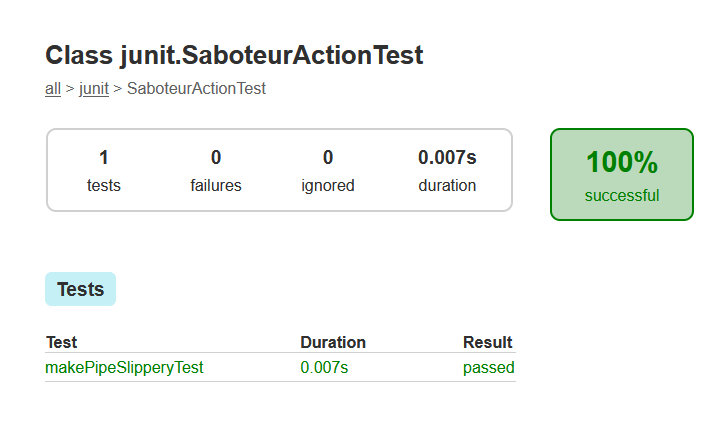 Class junit.SaboteurActionTest
all > junit > SaboteurActionTest
1 0 0 0.007s
tests failures ignored duration
100%
successful
Tests
Test Duration Result
makePipeSlipperyTest 0.007s passed